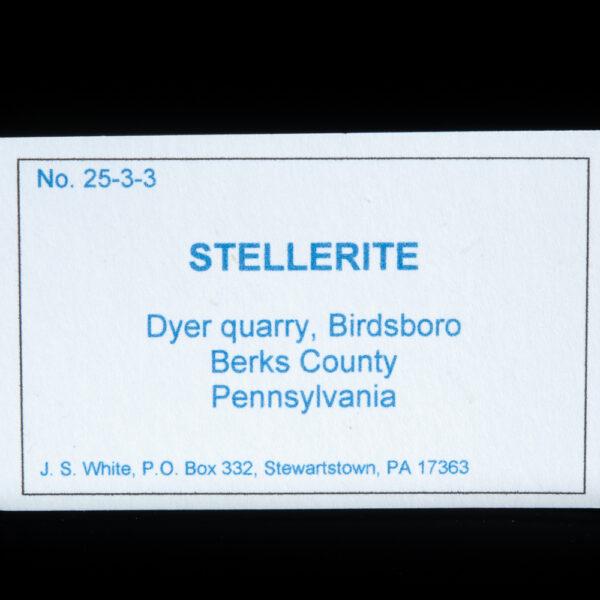 No. 25-3-3
STELLERITE
Dyer quarry, Birdsboro
Berks County
Pennsylvania
J. S. White, P.O. Box 332, Stewartstown, PA 17363